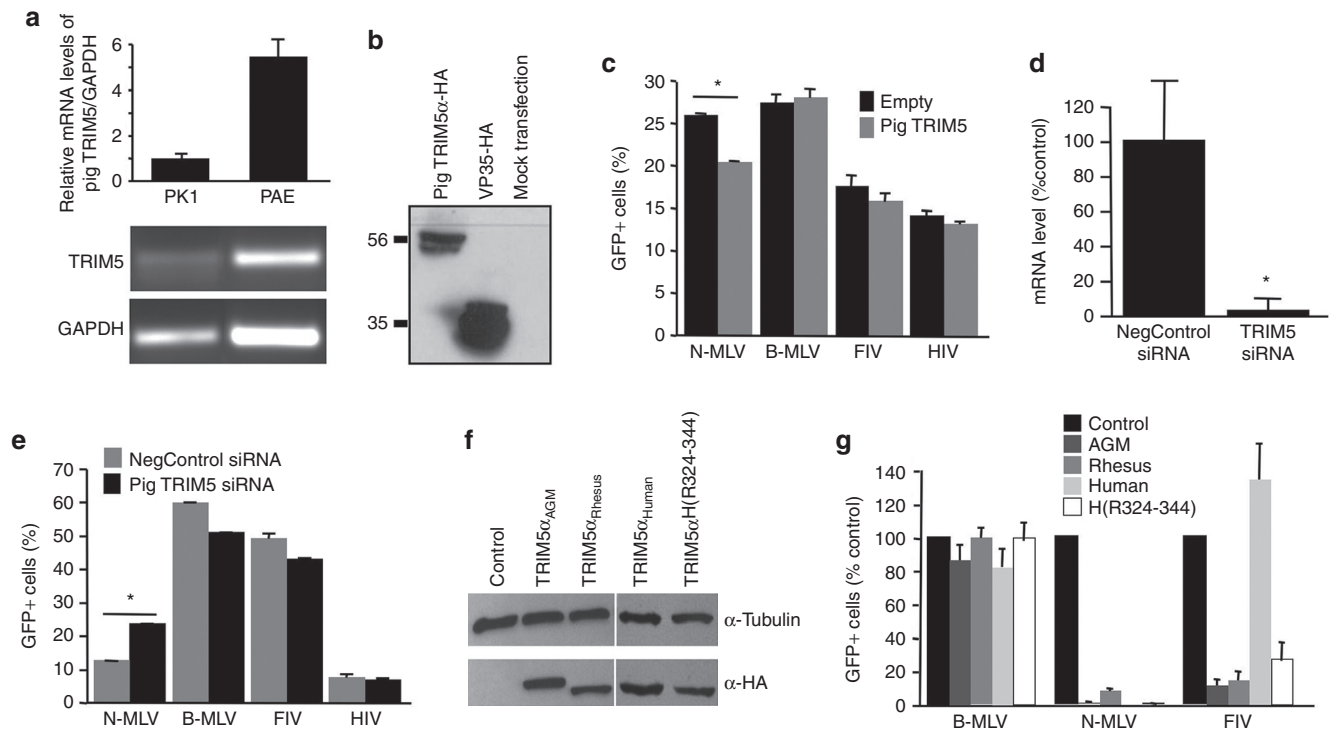 a
Relative mRNA levels of
pig TRIM5/GAPDH
6
4
2
0
PK1 PAE
TRIM5
GAPDH
b
Pig TRIM5α-HA
VP35-HA
Mock transfection
56
35
c
GFP+ cells (%)
30
25
20
15
10
5
0
*
Empty
Pig TRIM5
N-MLV B-MLV FIV HIV
d
mRNA level (%control)
120
100
80
60
40
20
0
*
NegControl
siRNA
TRIM5
siRNA
e
GFP+ cells (%)
70
60
50
40
30
20
10
0
NegControl siRNA
Pig TRIM5 siRNA
*
N-MLV B-MLV FIV HIV
f
Control
TRIM5αAGM
TRIM5αRhesus
TRIM5αHuman
TRIM5αH(R324-344)
α-Tubulin
α-HA
g
GFP+ cells (% control)
140
120
100
80
60
40
20
0
Control
AGM
Rhesus
Human
H(R324-344)
B-MLV N-MLV FIV